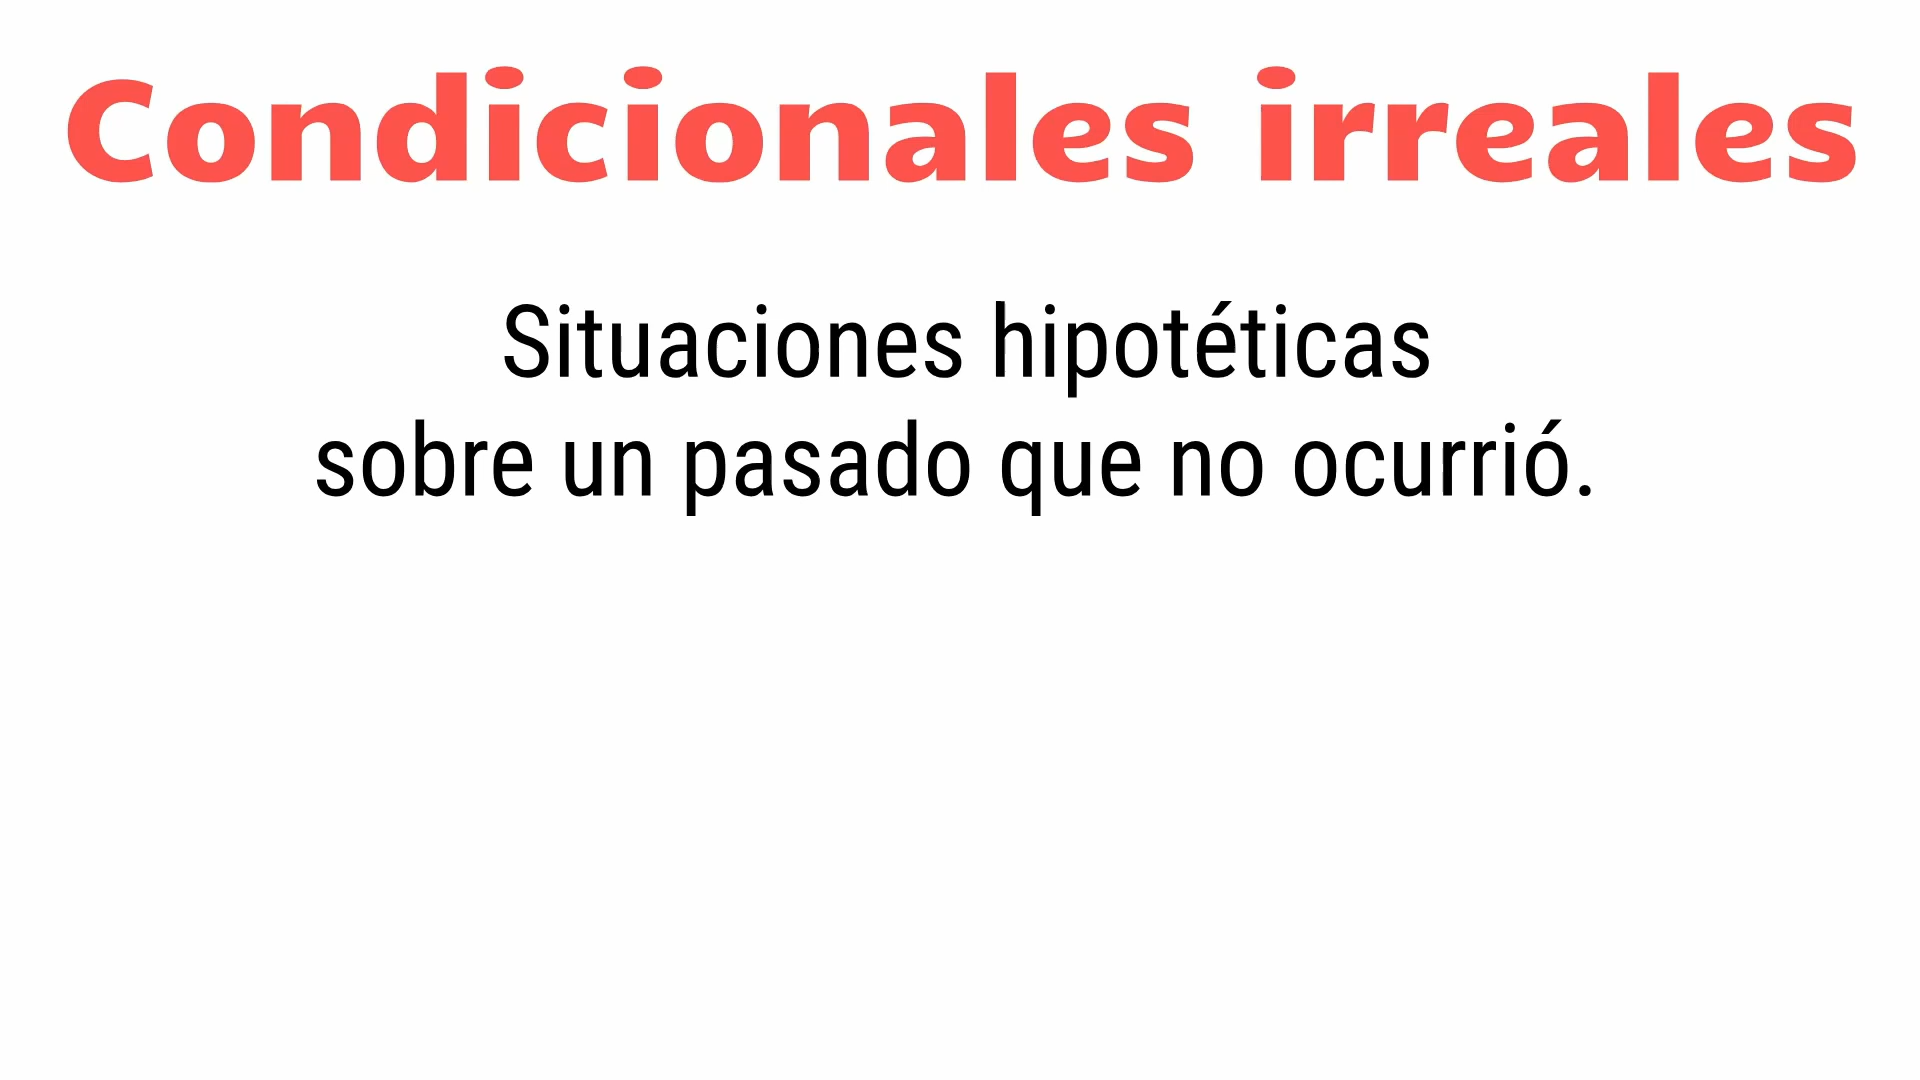 Condicionales irreales
Situaciones hipotéticas
sobre un pasado que no ocurrió.